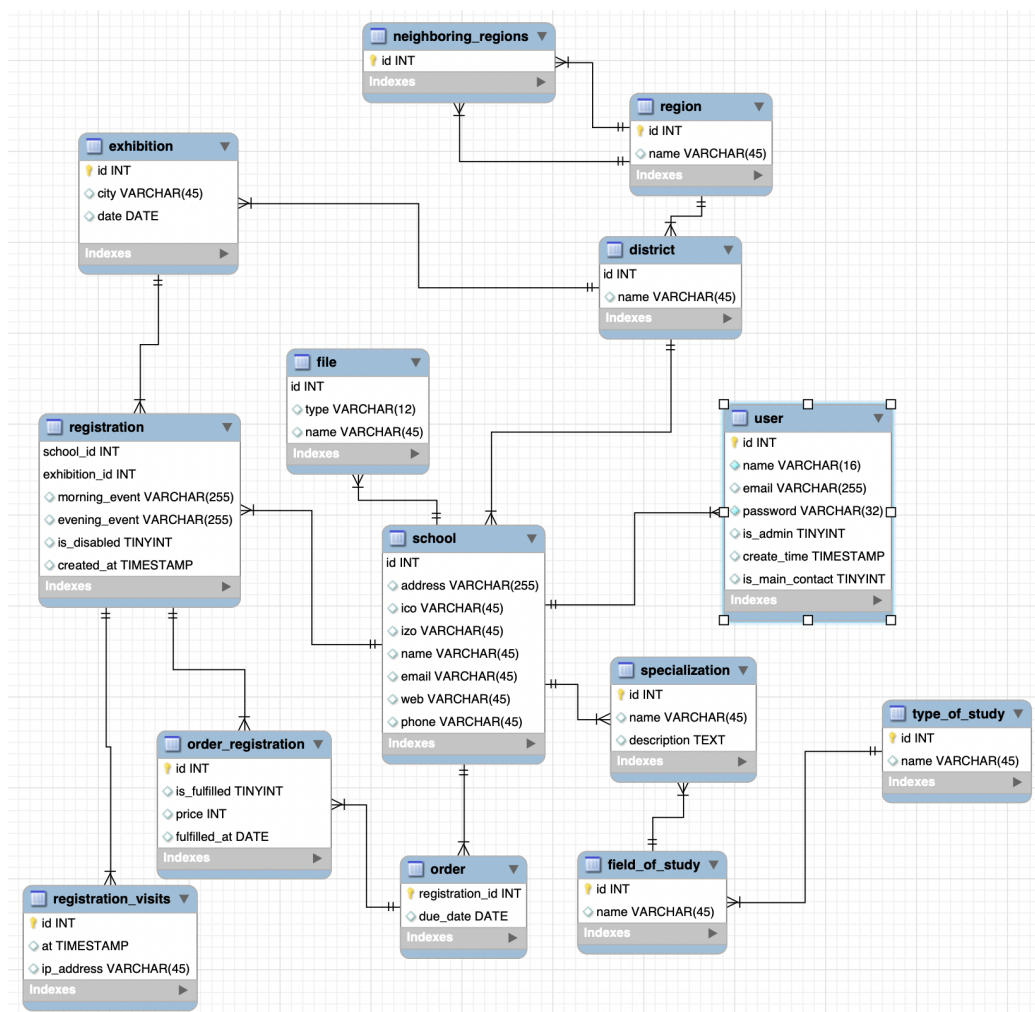 neighboring_regions
id INT
Indexes
region
id INT
name VARCHAR(45)
Indexes
exhibition
id INT
city VARCHAR(45)
date DATE
Indexes
district
id INT
name VARCHAR(45)
Indexes
file
id INT
type VARCHAR(12)
name VARCHAR(45)
Indexes
user
id INT
name VARCHAR(16)
email VARCHAR(255)
password VARCHAR(32)
is_admin TINYINT
create_time TIMESTAMP
is_main_contact TINYINT
Indexes
registration
school_id INT
exhibition_id INT
morning_event VARCHAR(255)
evening_event VARCHAR(255)
is_disabled TINYINT
created_at TIMESTAMP
Indexes
school
id INT
address VARCHAR(255)
ico VARCHAR(45)
izo VARCHAR(45)
name VARCHAR(45)
email VARCHAR(45)
web VARCHAR(45)
phone VARCHAR(45)
Indexes
specialization
id INT
name VARCHAR(45)
description TEXT
Indexes
type_of_study
id INT
name VARCHAR(45)
Indexes
order_registration
id INT
is_fulfilled TINYINT
price INT
fulfilled_at DATE
Indexes
order
registration_id INT
due_date DATE
Indexes
field_of_study
id INT
name VARCHAR(45)
Indexes
registration_visits
id INT
at TIMESTAMP
ip_address VARCHAR(45)
Indexes